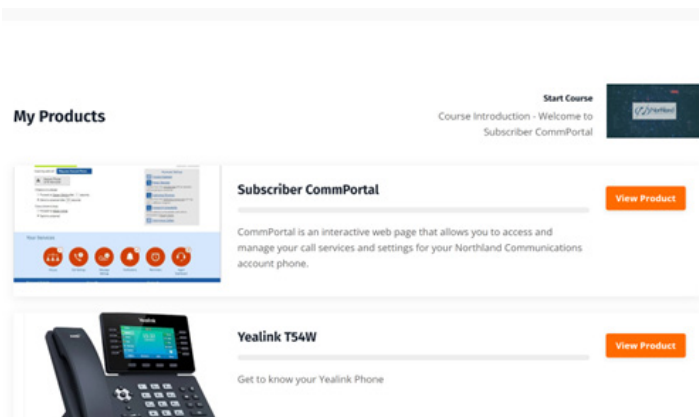 Start Course
My Products
Course Introduction - Welcome to
Subscriber CommPortal
Subscriber CommPortal
View Product
CommPortal is an interactive web page that allows you to access and
manage your call services and settings for your Northland Communications
account phone.
Your Services
Yealink T54W
View Product
Get to know your Yealink Phone